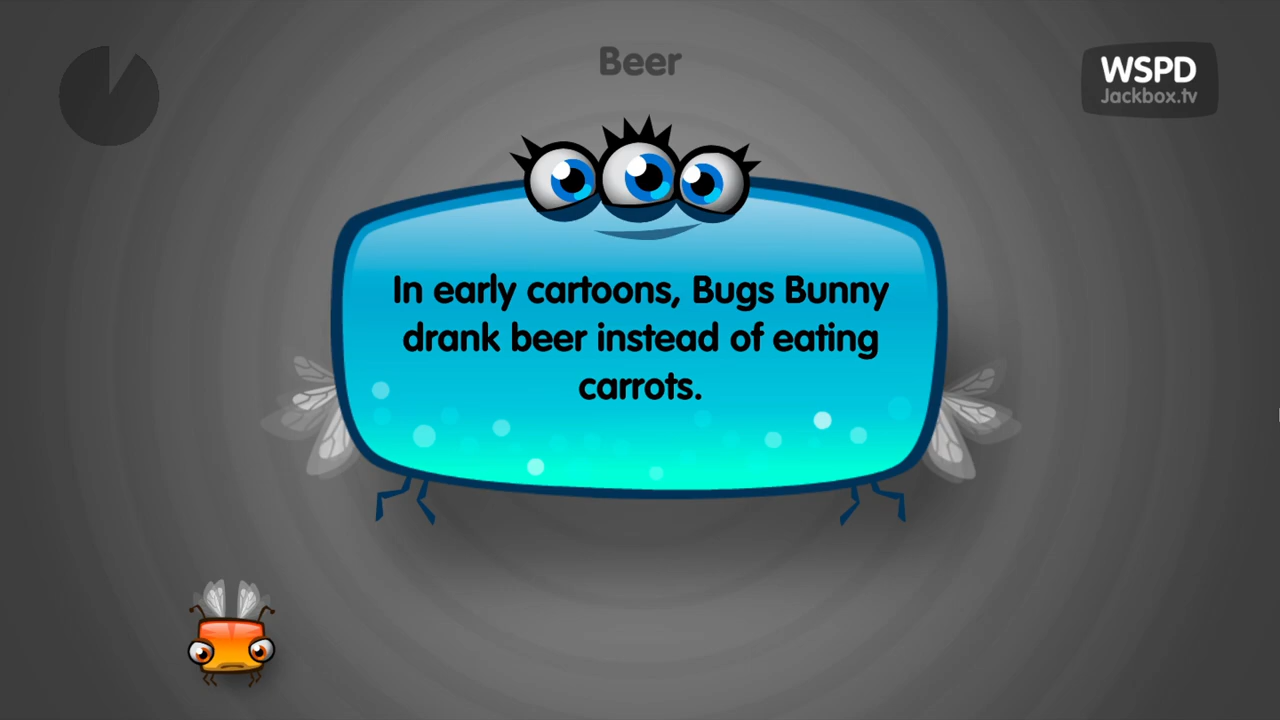 Beer
WSPD
Jackbox.tv
In early cartoons, Bugs Bunny
drank beer instead of eating
carrots.